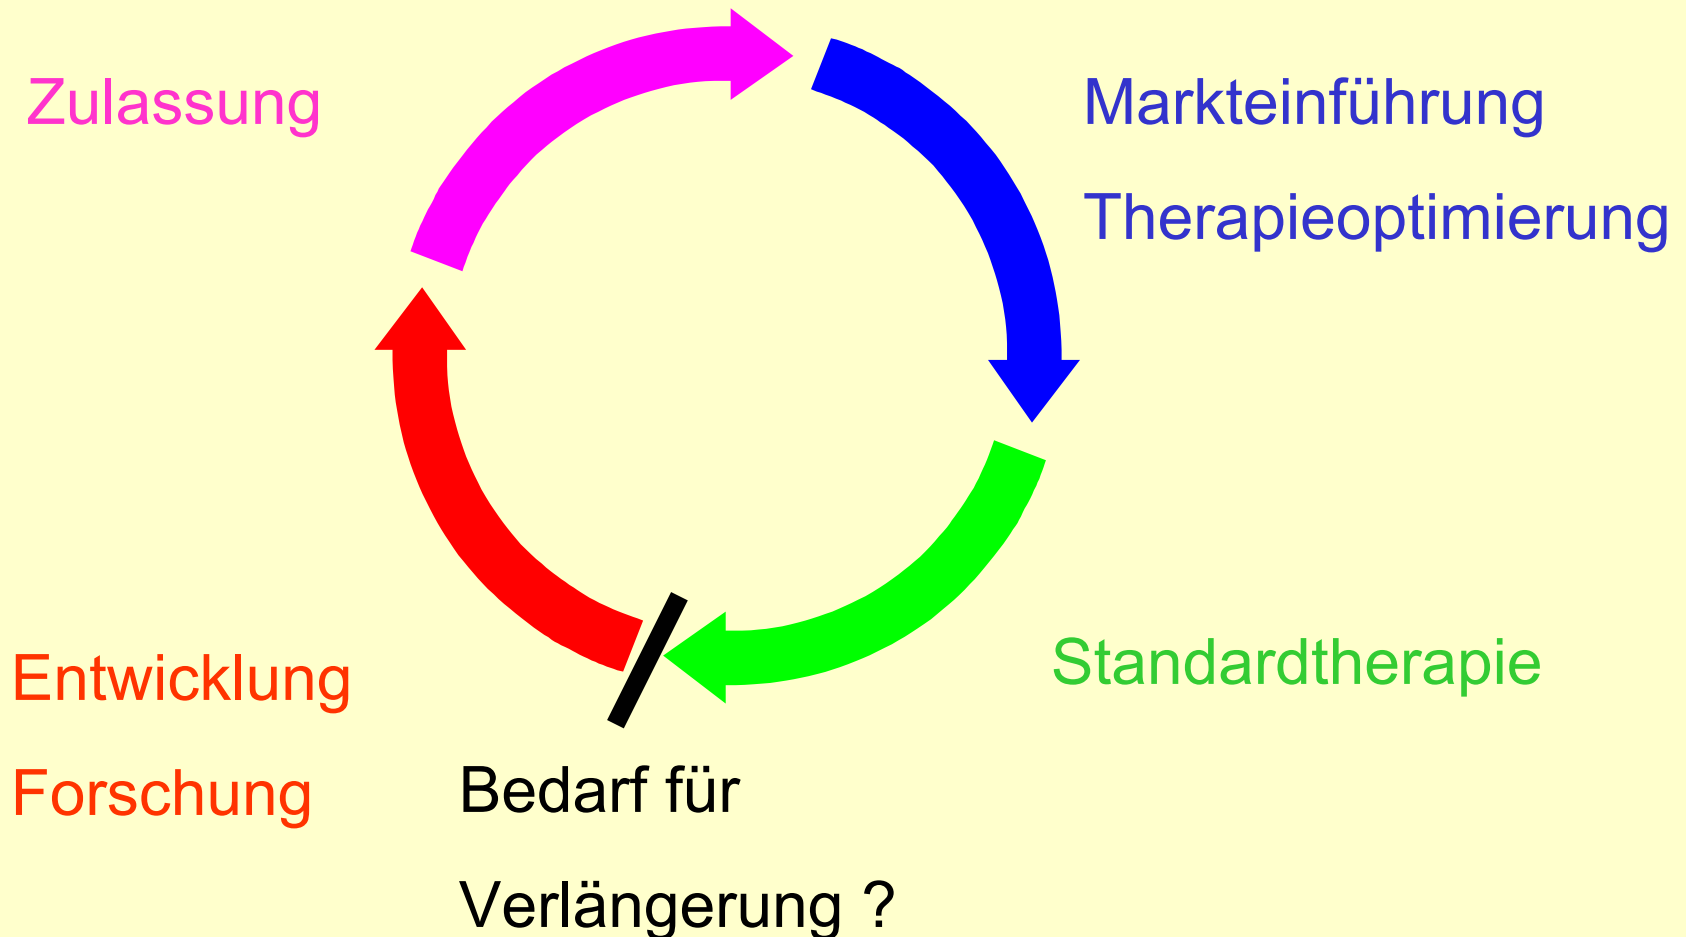 Zulassung
Markteinführung
Therapieoptimierung
Standardtherapie
Entwicklung
Forschung
Bedarf für
Verlängerung ?